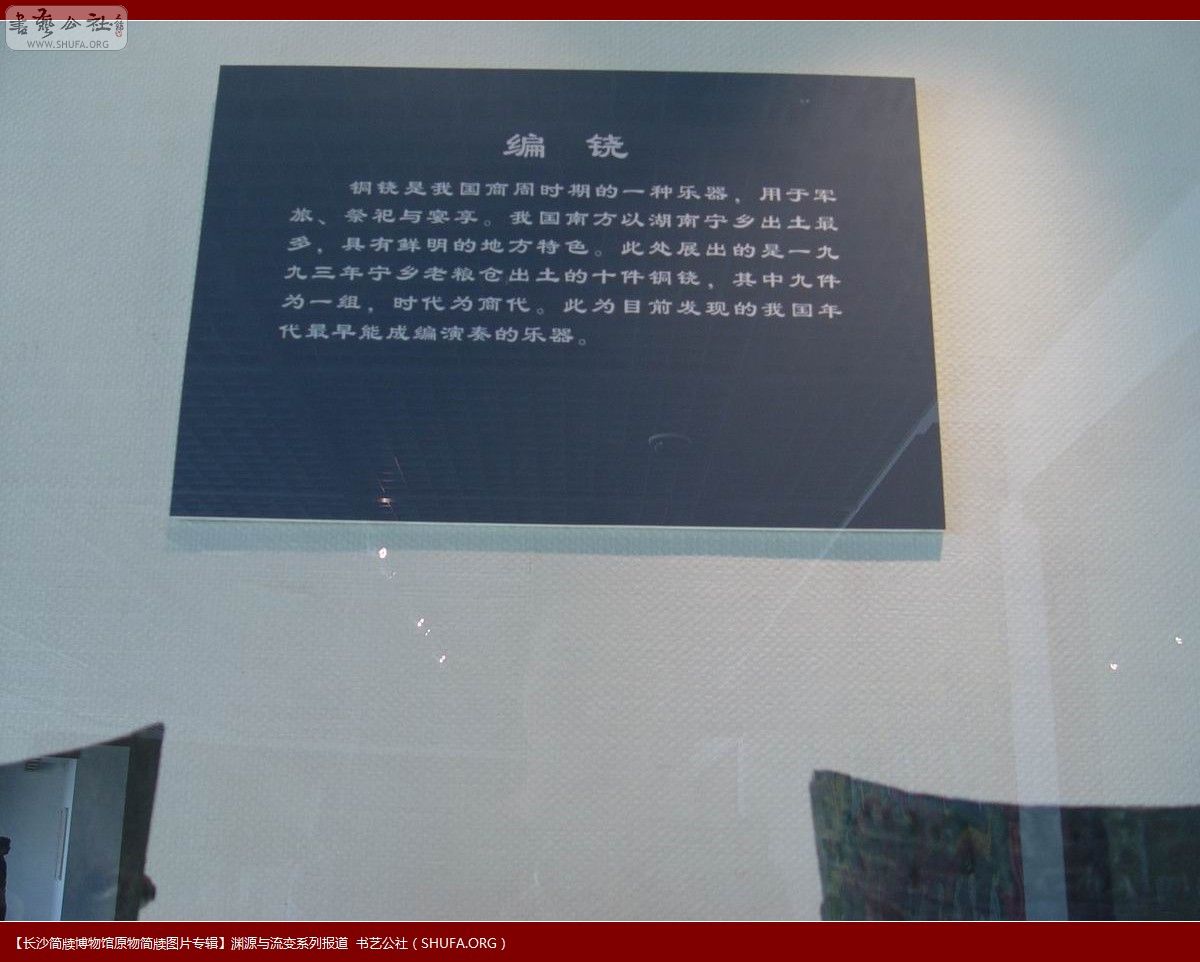 书艺公社
WWW.SHUFA.ORG
编 铙
铜铙是我国商周时期的一种乐器，用于军
旅、祭祀与宴享。我国南方以湖南宁乡出土最
多，具有鲜明的地方特色。此处展出的是一九
九三年宁乡老粮仓出土的十件铜铙，其中九件
为一组，时代为商代。此为目前发现的我国年
代最早能成编演奏的乐器。
【长沙简牍博物馆原物简牍图片专辑】渊源与流变系列报道 书艺公社（SHUFA.ORG）